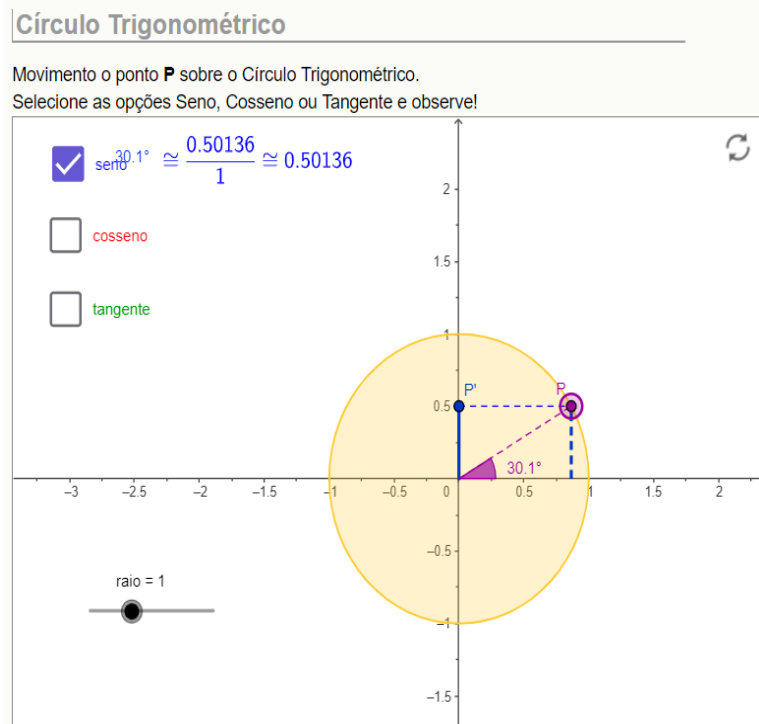 Círculo Trigonométrico
Movimento o ponto P sobre o Círculo Trigonométrico.
Selecione as opções Seno, Cosseno ou Tangente e observe!
seno 30.1° ≅ 0.50136/1 ≅ 0.50136
cosseno
tangente
2
1.5
1
P' P
0.5
30.1°
−3 −2.5 −2 −1.5 −1 −0.5 0 0.5 1 1.5 2
−0.5
raio = 1
−1
−1.5